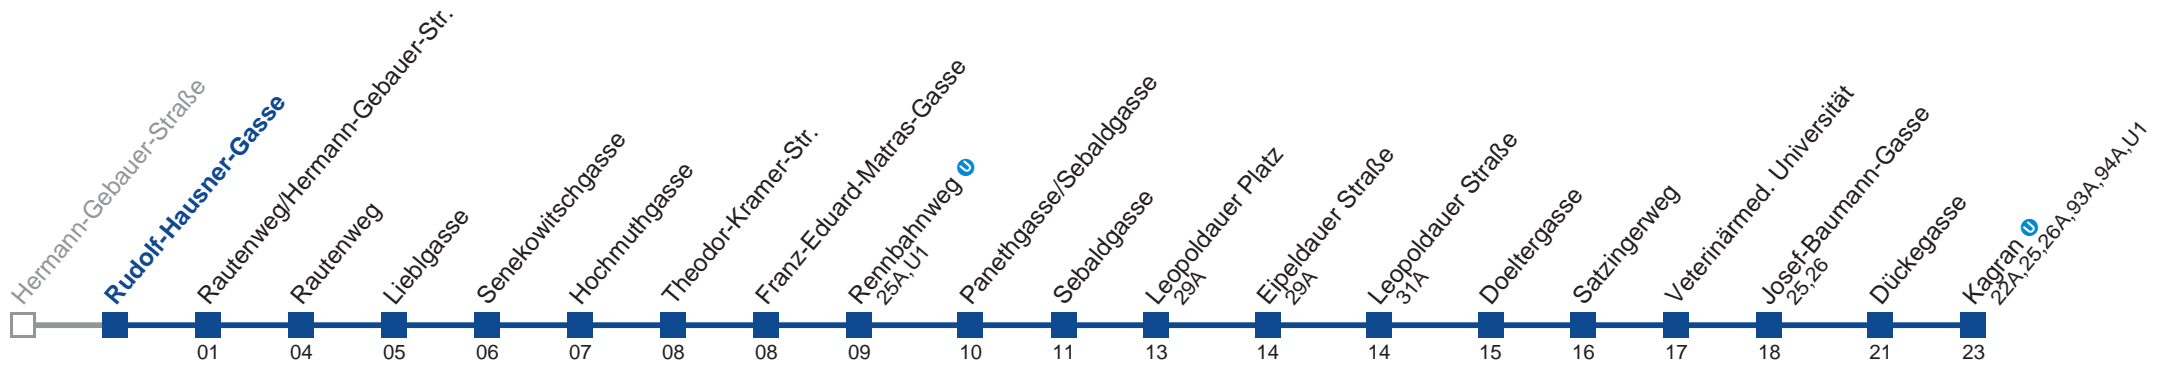 Hermann-Gebauer-Straße
Rudolf-Hausner-Gasse
Rautenweg/Hermann-Gebauer-Str.
Rautenweg
Lieblgasse
Senekowitschgasse
Hochmuthgasse
Theodor-Kramer-Str.
Franz-Eduard-Matras-Gasse
Rennbahnweg U
25A,U1
Panethgasse/Sebaldgasse
Sebaldgasse
Leopoldauer Platz
29A
Eipeldauer Straße
29A
Leopoldauer Straße
31A
Doeltergasse
Satzingerweg
Veterinärmed. Universität
Josef-Baumann-Gasse
25,26
Dückegasse
Kagran U
22A,25,26A,93A,94A,U1
01 04 05 06 07 08 08 09 10 11 13 14 14 15 16 17 18 21 23